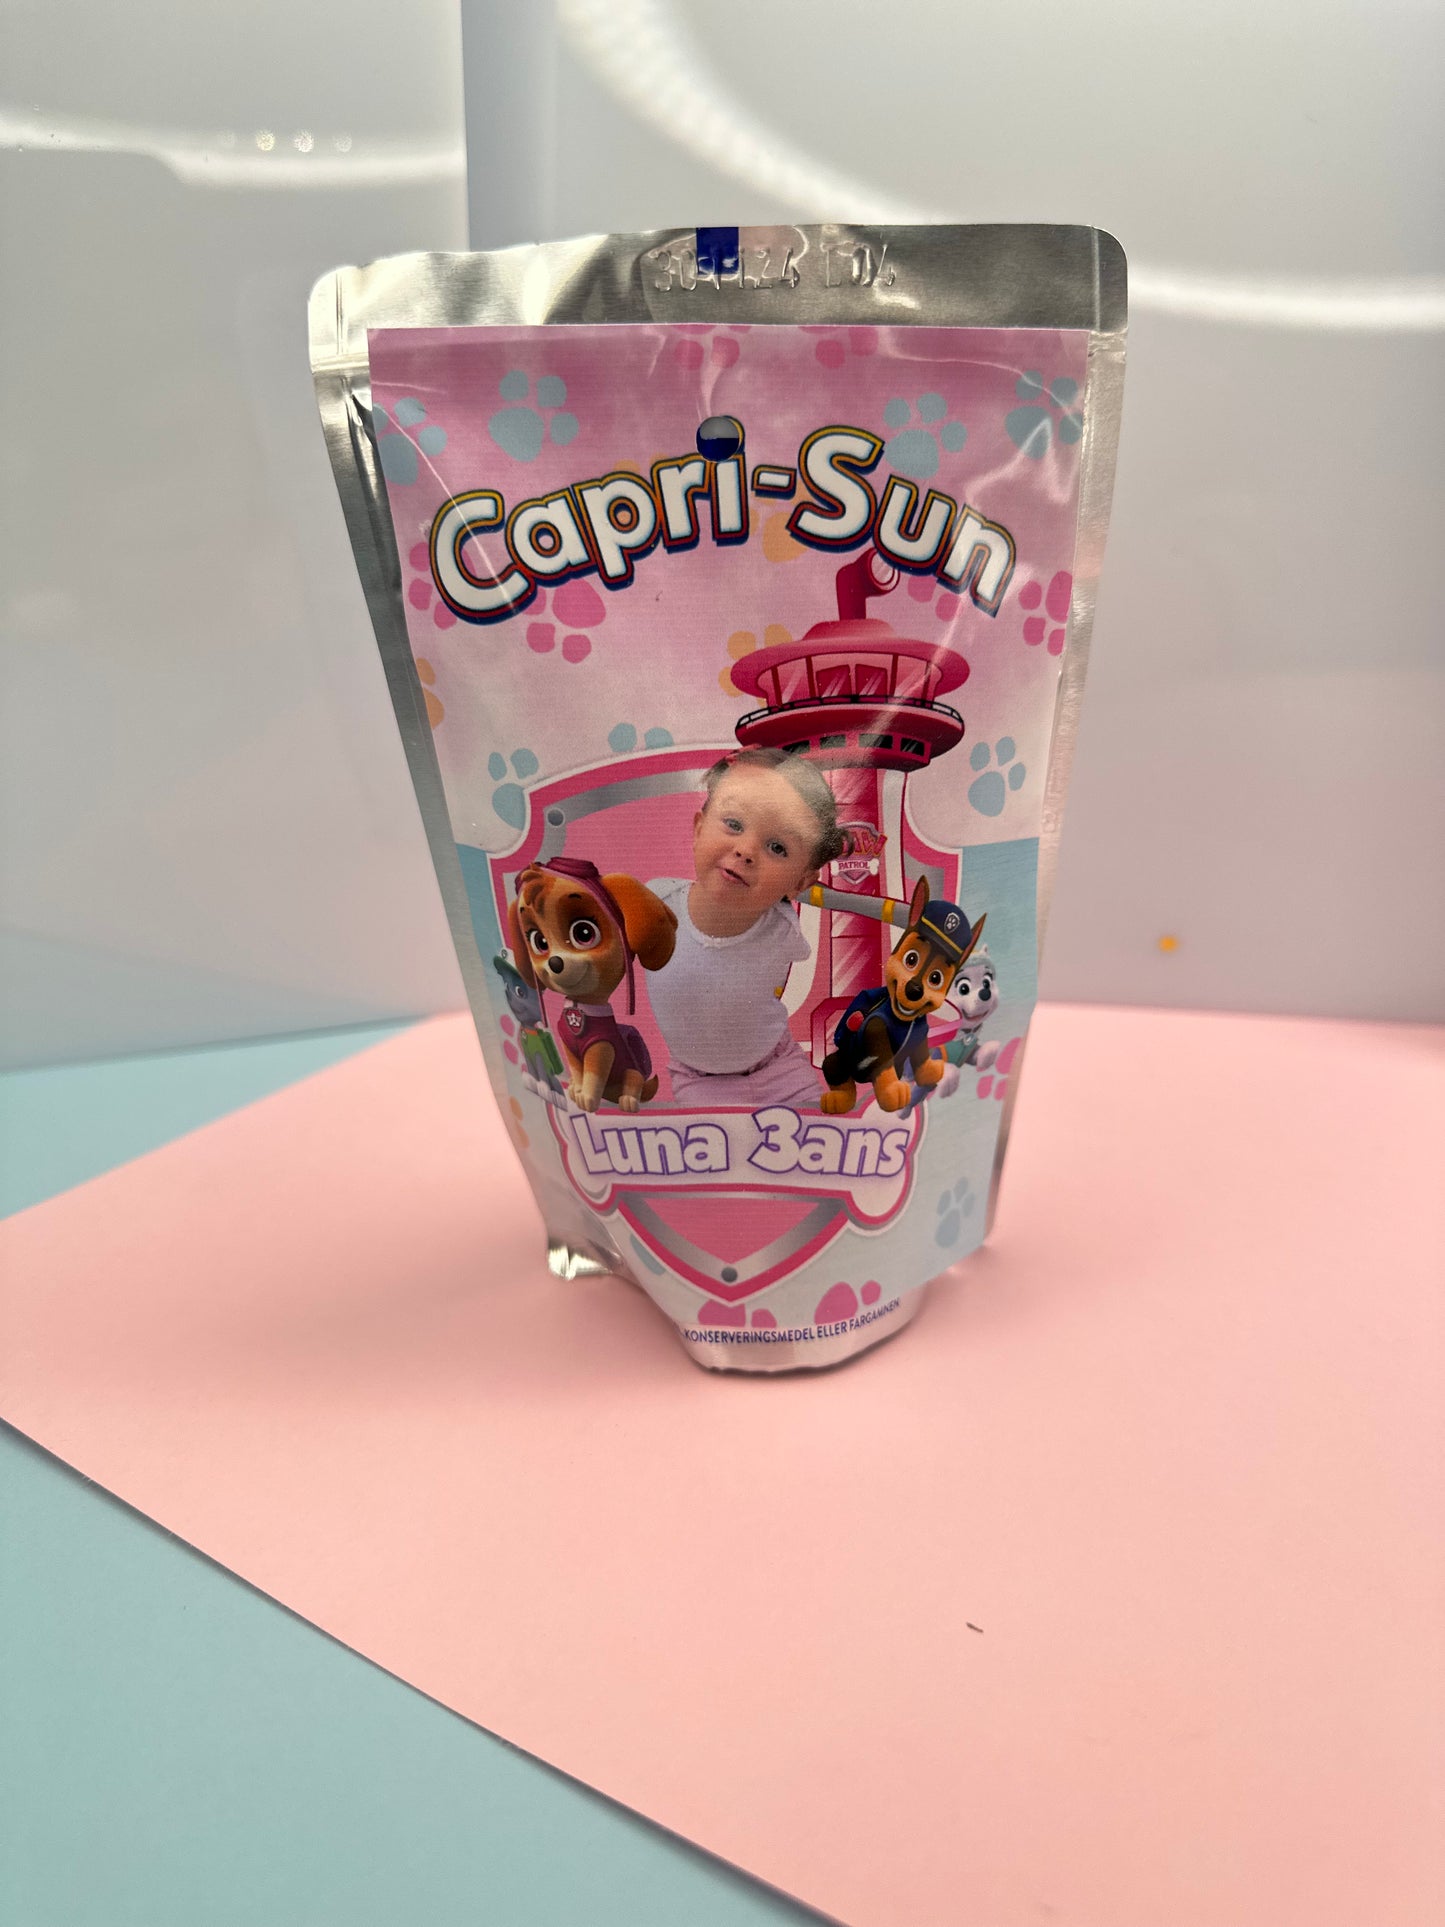 Capri-Sun
PATROL
Luna 3ans
KONSERVERINGSMEDEL ELLER FÄRGÄMNEN